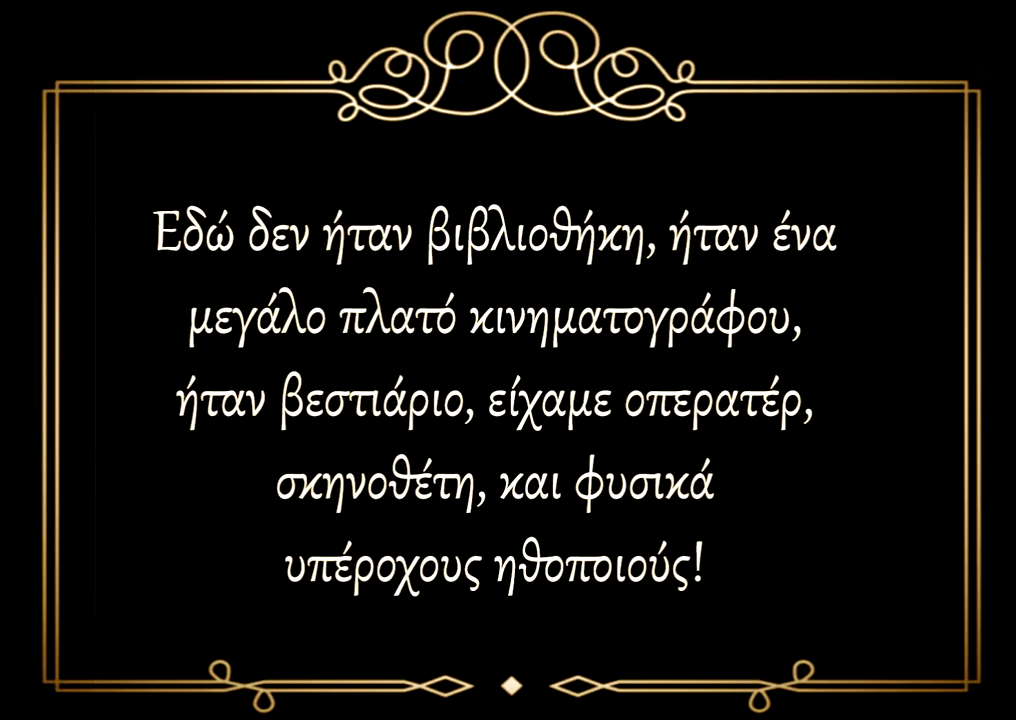 Εδώ δεν ήταν βιβλιοθήκη, ήταν ένα
μεγάλο πλατό κινηματογράφου,
ήταν βεστιάριο, είχαμε οπερατέρ,
σκηνοθέτη, και φυσικά
υπέροχους ηθοποιούς!